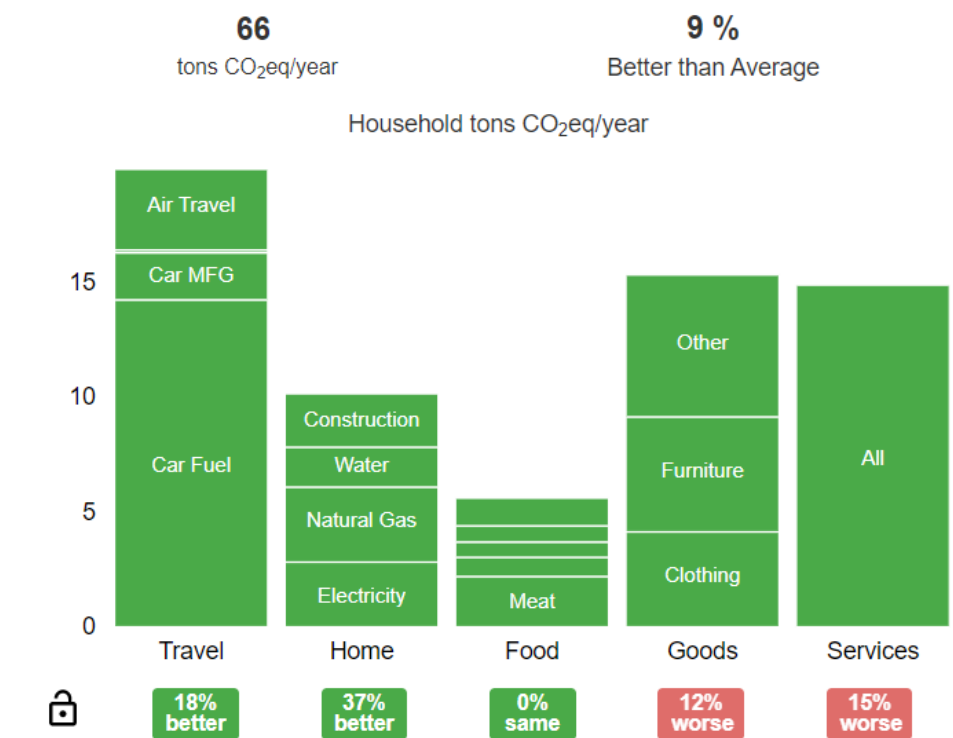 66
9 %
tons CO₂eq/year
Better than Average
Household tons CO₂eq/year
Air Travel
Car MFG
Car Fuel
Construction
Water
Natural Gas
Electricity
Meat
Other
Furniture
Clothing
All
15
10
5
0
Travel
Home
Food
Goods
Services
18%
better
37%
better
0%
same
12%
worse
15%
worse